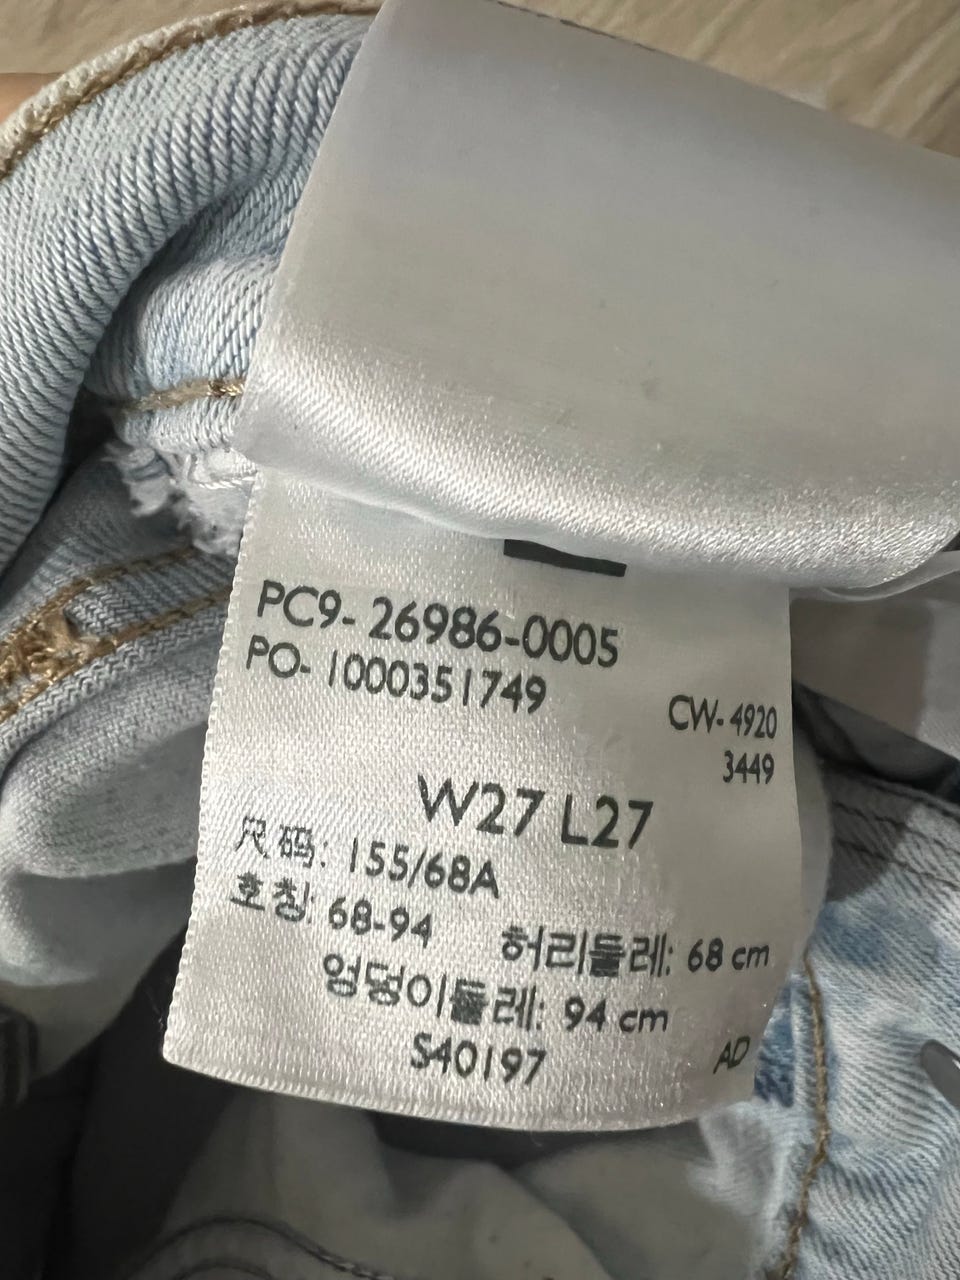 PC9- 26986-0005
PO- 1000351749
CW- 4920
3449
W27 L27
尺码: 155/68A
호칭: 68-94 허리둘레: 68 cm
엉덩이둘레: 94 cm
S40197 AD